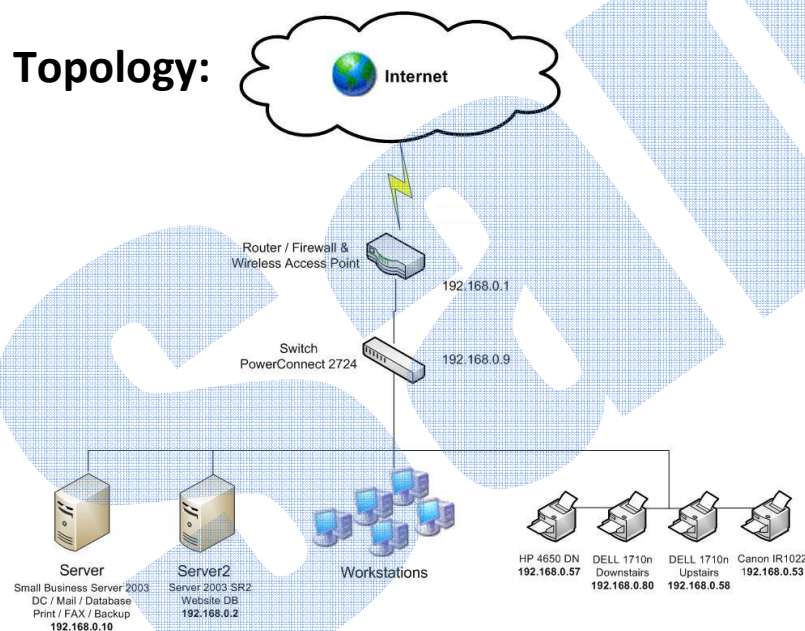 Topology:
Internet
Router / Firewall &
Wireless Access Point
192.168.0.1
Switch
PowerConnect 2724
192.168.0.9
Server
Small Business Server 2003
DC / Mail / Database
Print / FAX / Backup
192.168.0.10
Server2
Server 2003 SR2
Website DB
192.168.0.2
Workstations
HP 4650 DN
192.168.0.57
DELL 1710n
Downstairs
192.168.0.80
DELL 1710n
Upstairs
192.168.0.58
Canon IR1022
192.168.0.53